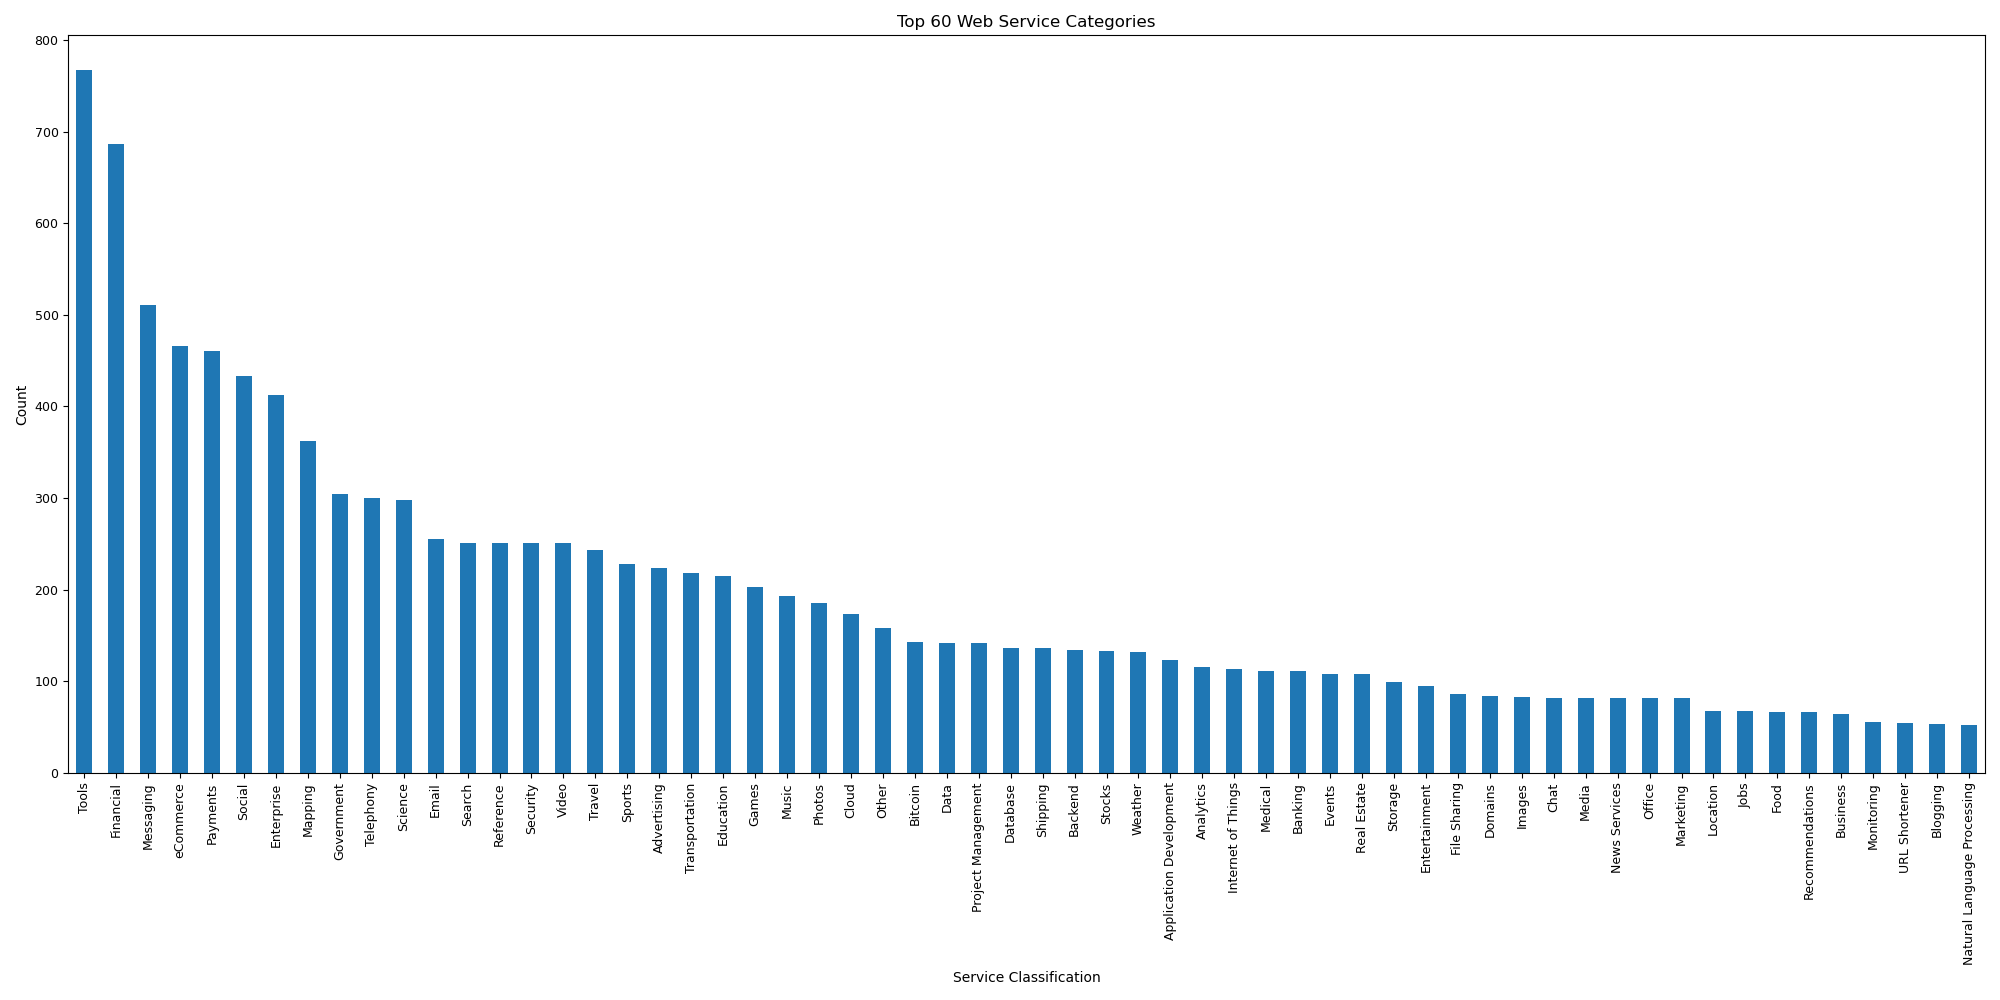 Top 60 Web Service Categories
800
700
600
500
400
300
200
100
0
Count
Tools
Financial
Messaging
eCommerce
Payments
Social
Enterprise
Mapping
Government
Telephony
Science
Email
Search
Reference
Security
Video
Travel
Sports
Advertising
Transportation
Education
Games
Music
Photos
Cloud
Other
Bitcoin
Data
Project Management
Database
Shipping
Backend
Stocks
Weather
Application Development
Analytics
Internet of Things
Medical
Banking
Events
Real Estate
Storage
Entertainment
File Sharing
Domains
Images
Chat
Media
News Services
Office
Marketing
Location
Jobs
Food
Recommendations
Business
Monitoring
URL Shortener
Blogging
Natural Language Processing
Service Classification